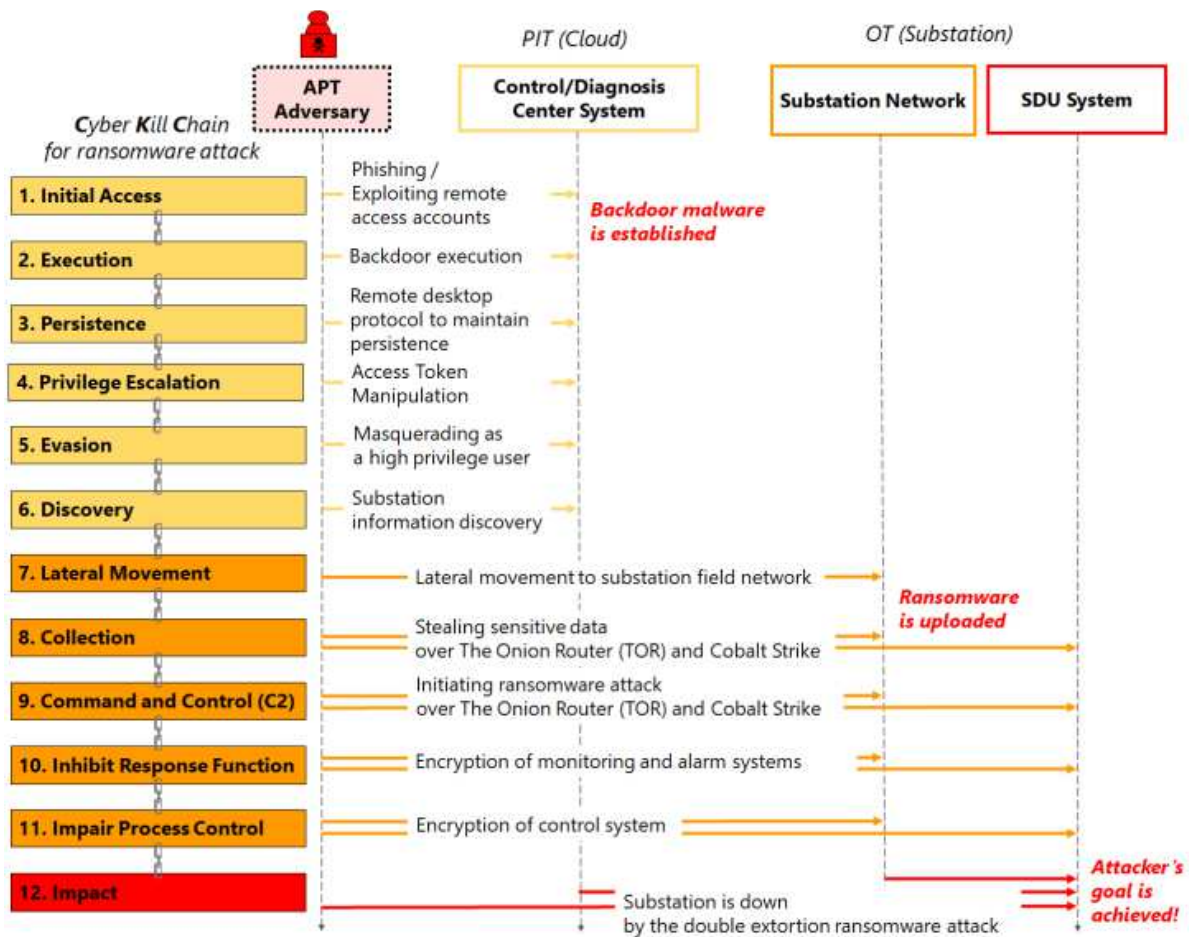 PIT (Cloud)
OT (Substation)
APT
Adversary
Control/Diagnosis
Center System
Substation Network
SDU System
Cyber Kill Chain
for ransomware attack
1. Initial Access
Phishing /
Exploiting remote
access accounts
Backdoor malware
is established
2. Execution
Backdoor execution
3. Persistence
Remote desktop
protocol to maintain
persistence
4. Privilege Escalation
Access Token
Manipulation
5. Evasion
Masquerading as
a high privilege user
6. Discovery
Substation
information discovery
7. Lateral Movement
Lateral movement to substation field network
Ransomware
is uploaded
8. Collection
Stealing sensitive data
over The Onion Router (TOR) and Cobalt Strike
9. Command and Control (C2)
Initiating ransomware attack
over The Onion Router (TOR) and Cobalt Strike
10. Inhibit Response Function
Encryption of monitoring and alarm systems
11. Impair Process Control
Encryption of control system
12. Impact
Substation is down
by the double extortion ransomware attack
Attacker's
goal is
achieved!